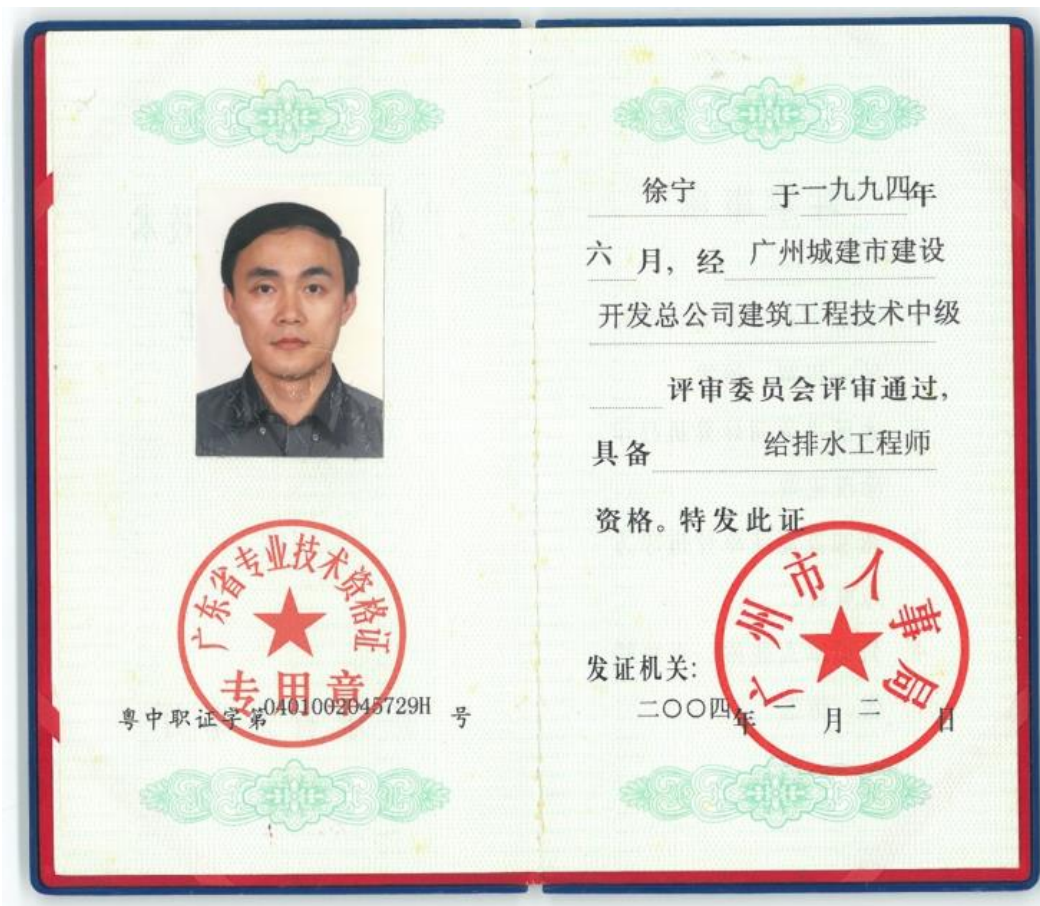 广东省专业技术资格证
专用章
粤中职证字第0401002045729H号
徐宁 于一九九四年
六月，经 广州城建市建设
开发总公司建筑工程技术中级
评审委员会评审通过，
具备 给排水工程师
资格。特发此证
广州市人事局
发证机关：
二〇〇四年一月二日